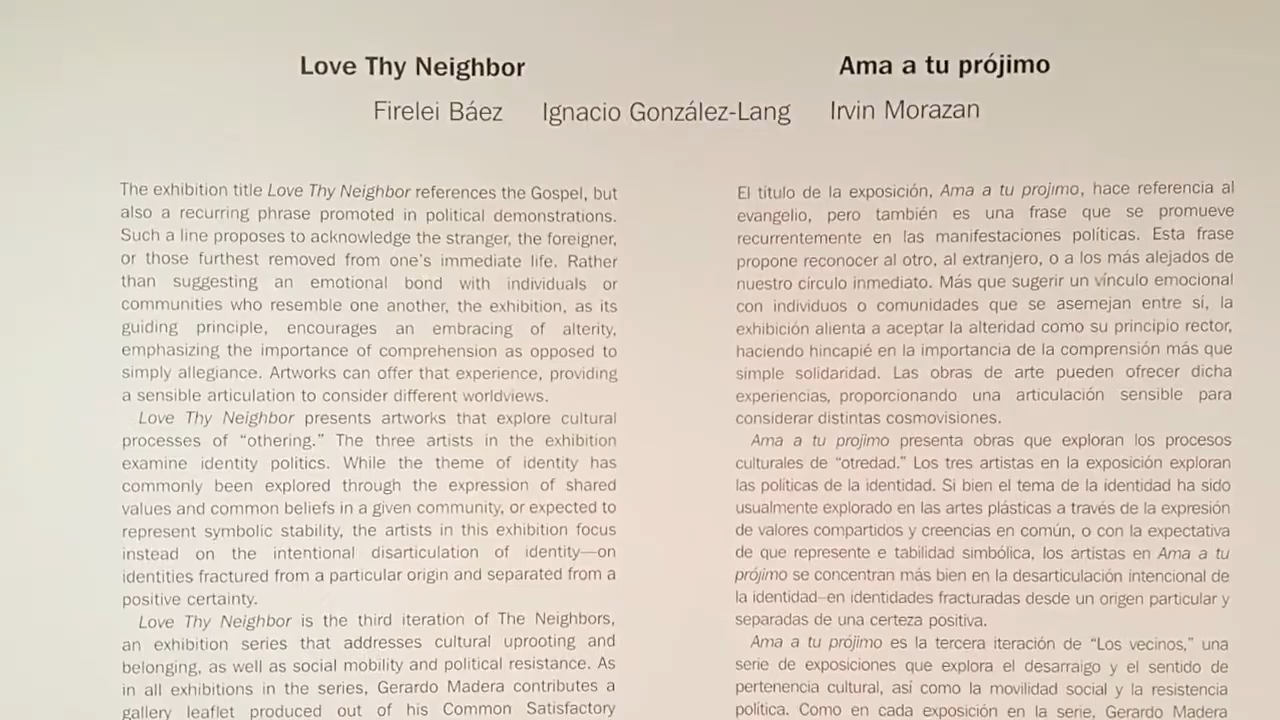 Love Thy Neighbor
Ama a tu prójimo
Firelei Báez Ignacio González-Lang Irvin Morazan
The exhibition title Love Thy Neighbor references the Gospel, but
also a recurring phrase promoted in political demonstrations.
Such a line proposes to acknowledge the stranger, the foreigner,
or those furthest removed from one's immediate life. Rather
than suggesting an emotional bond with individuals or
communities who resemble one another, the exhibition, as its
guiding principle, encourages an embracing of alterity,
emphasizing the importance of comprehension as opposed to
simply allegiance. Artworks can offer that experience, providing
a sensible articulation to consider different worldviews.
Love Thy Neighbor presents artworks that explore cultural
processes of “othering.” The three artists in the exhibition
examine identity politics. While the theme of identity has
commonly been explored through the expression of shared
values and common beliefs in a given community, or expected to
represent symbolic stability, the artists in this exhibition focus
instead on the intentional disarticulation of identity—on
identities fractured from a particular origin and separated from a
positive certainty.
Love Thy Neighbor is the third iteration of The Neighbors,
an exhibition series that addresses cultural uprooting and
belonging, as well as social mobility and political resistance. As
in all exhibitions in the series, Gerardo Madera contributes a
gallery leaflet produced out of his Common Satisfactory
El título de la exposición, Ama a tu projimo, hace referencia al
evangelio, pero también es una frase que se promueve
recurrentemente en las manifestaciones políticas. Esta frase
propone reconocer al otro, al extranjero, o a los más alejados de
nuestro círculo inmediato. Más que sugerir un vínculo emocional
con individuos o comunidades que se asemejan entre sí, la
exhibición alienta a aceptar la alteridad como su principio rector,
haciendo hincapié en la importancia de la comprensión más que
simple solidaridad. Las obras de arte pueden ofrecer dicha
experiencias, proporcionando una articulación sensible para
considerar distintas cosmovisiones.
Ama a tu projimo presenta obras que exploran los procesos
culturales de “otredad.” Los tres artistas en la exposición exploran
las políticas de la identidad. Si bien el tema de la identidad ha sido
usualmente explorado en las artes plásticas a través de la expresión
de valores compartidos y creencias en común, o con la expectativa
de que represente e tabilidad simbólica, los artistas en Ama a tu
prójimo se concentran más bien en la desarticulación intencional de
la identidad–en identidades fracturadas desde un origen particular y
separadas de una certeza positiva.
Ama a tu prójimo es la tercera iteración de “Los vecinos,” una
serie de exposiciones que explora el desarraigo y el sentido de
pertenencia cultural, así como la movilidad social y la resistencia
política. Como en cada exposición en la serie, Gerardo Madera